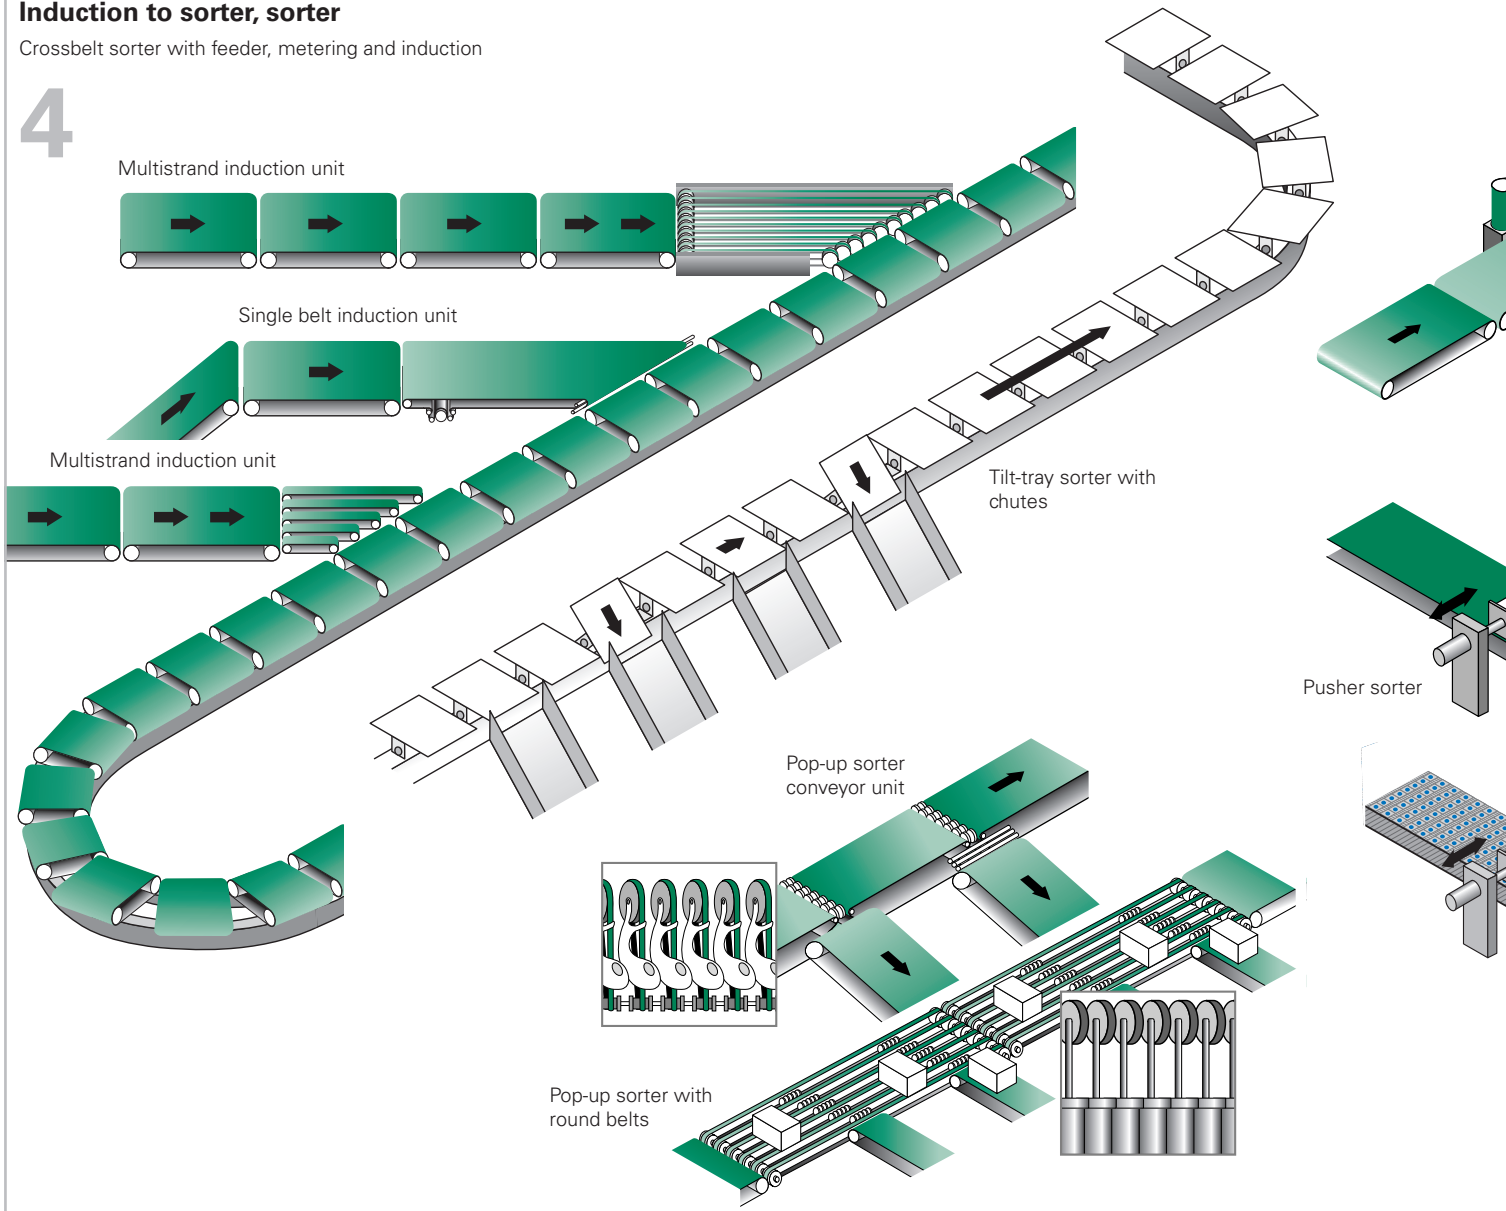 Induction to sorter, sorter
Crossbelt sorter with feeder, metering and induction
4
Multistrand induction unit
Single belt induction unit
Multistrand induction unit
Tilt-tray sorter with
chutes
Pusher sorter
Pop-up sorter
conveyor unit
Pop-up sorter with
round belts